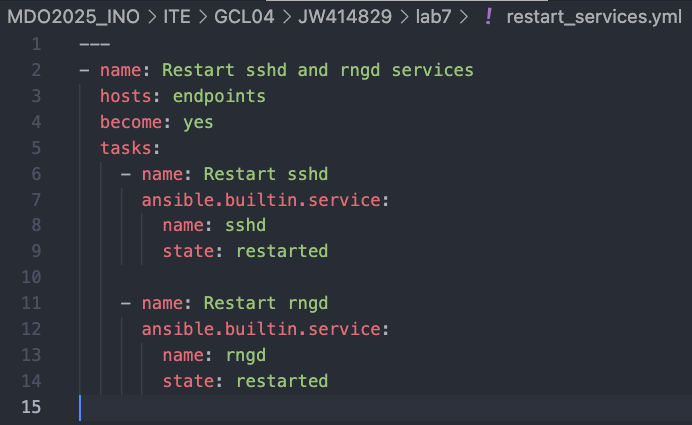 MDO2025_INO > ITE > GCL04 > JW414829 > lab7 > ! restart_services.yml
1 ---
2 - name: Restart sshd and rngd services
3 hosts: endpoints
4 become: yes
5 tasks:
6 - name: Restart sshd
7 ansible.builtin.service:
8 name: sshd
9 state: restarted
10
11 - name: Restart rngd
12 ansible.builtin.service:
13 name: rngd
14 state: restarted
15